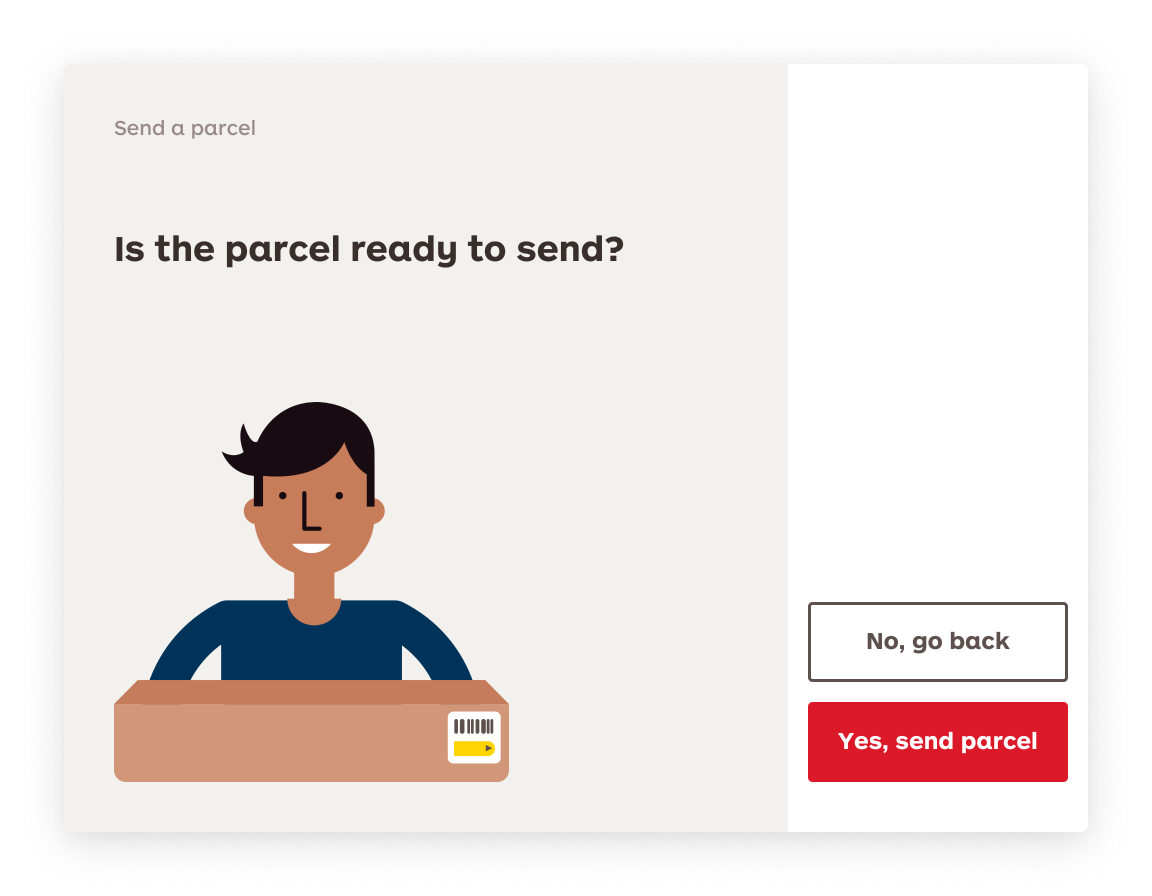 Send a parcel
Is the parcel ready to send?
No, go back
Yes, send parcel